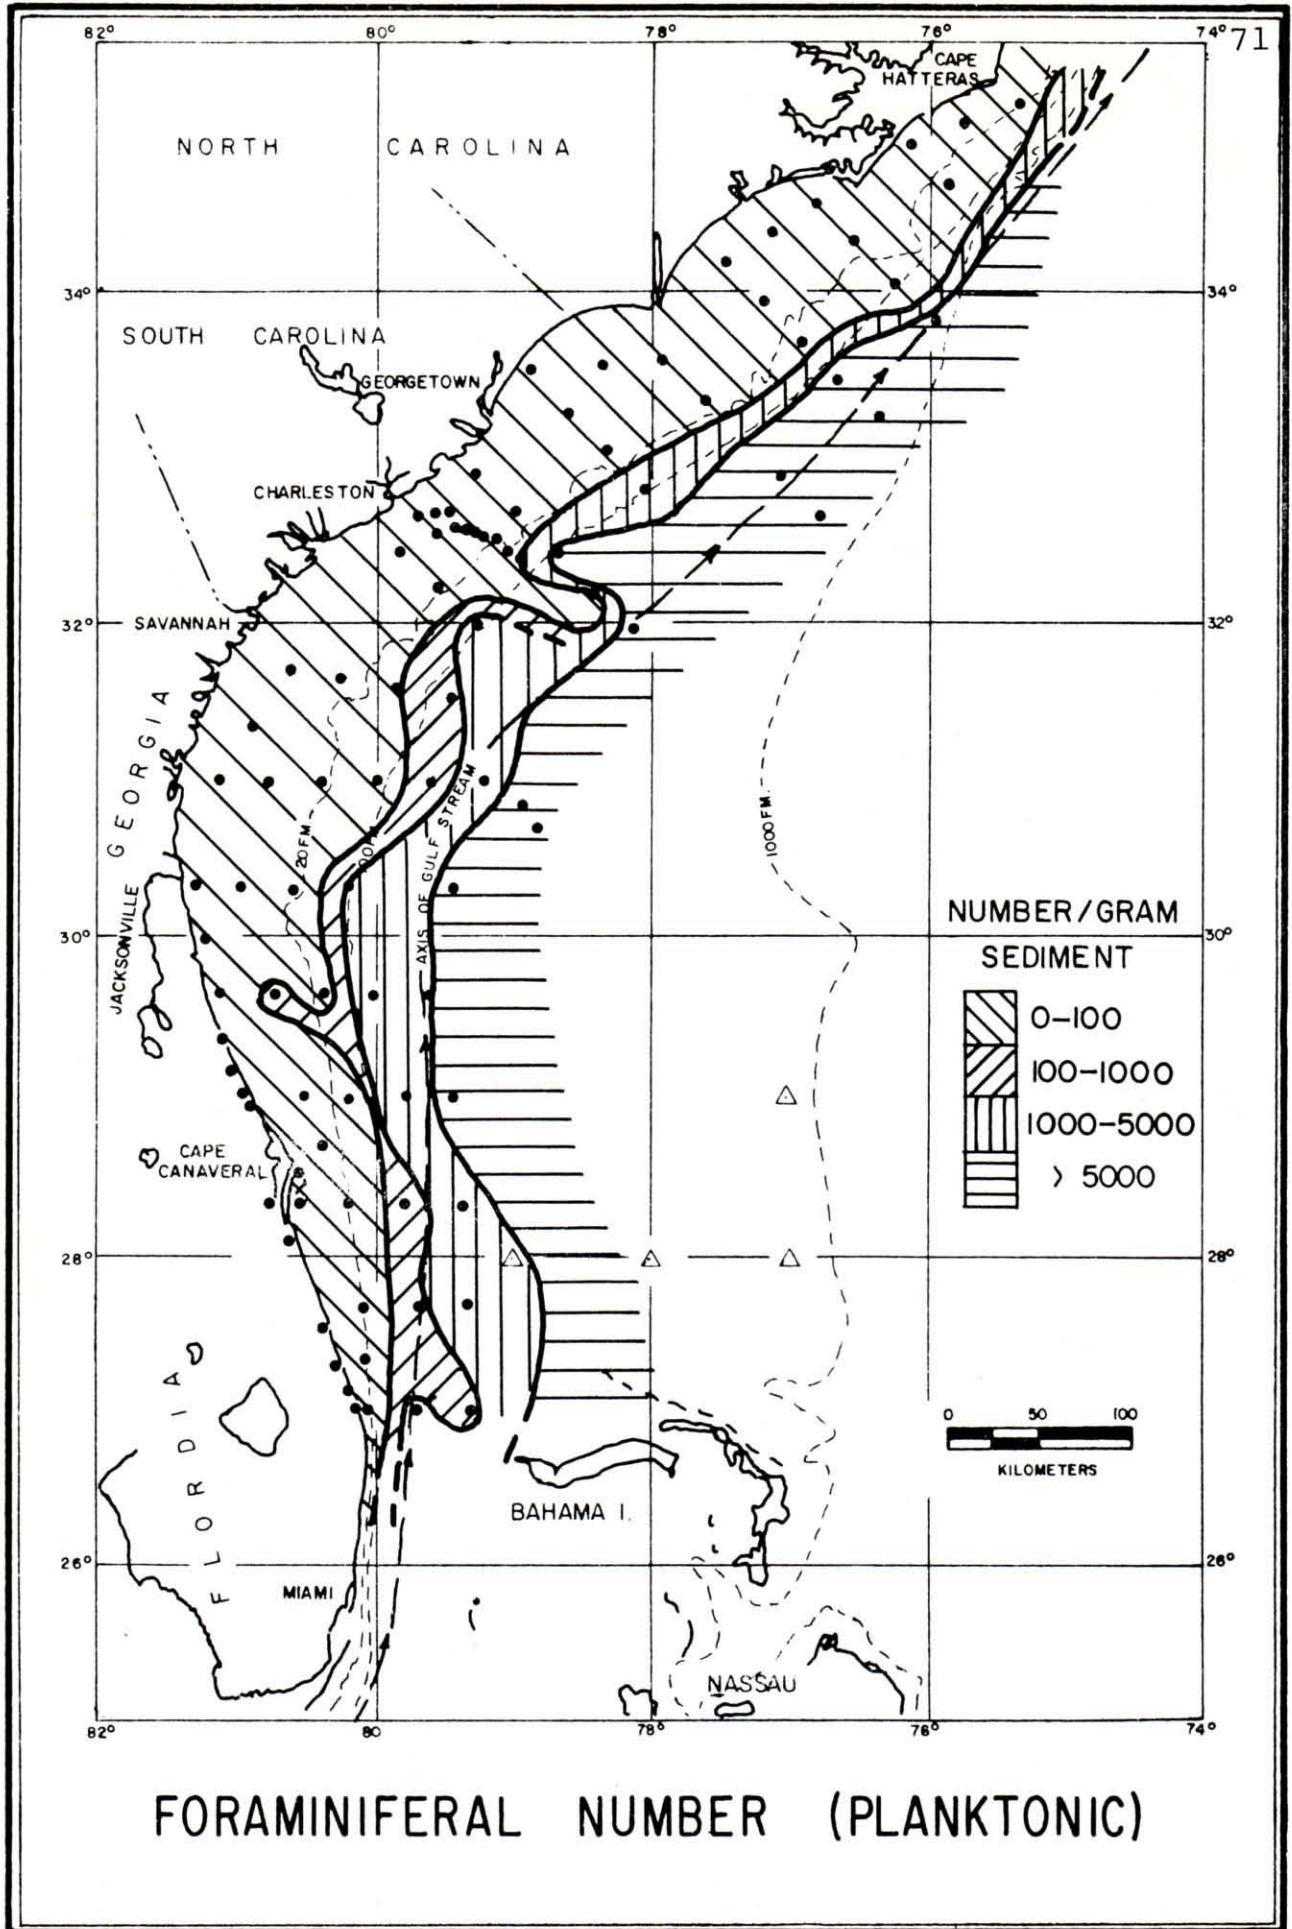 82°
80°
78°
76°
74°
71
CAPE
HATTERAS
NORTH CAROLINA
34°
34°
SOUTH CAROLINA
GEORGETOWN
CHARLESTON
32°
SAVANNAH
32°
GEORGIA
AXIS OF GULF STREAM
20 FM.
1000 FM.
JACKSONVILLE
NUMBER/GRAM
SEDIMENT
0-100
100-1000
1000-5000
> 5000
30°
30°
CAPE
CANAVERAL
28°
28°
FLORDIA
0 50 100
KILOMETERS
BAHAMA I.
26°
26°
MIAMI
NASSAU
82°
80
78°
76°
74°
FORAMINIFERAL NUMBER (PLANKTONIC)